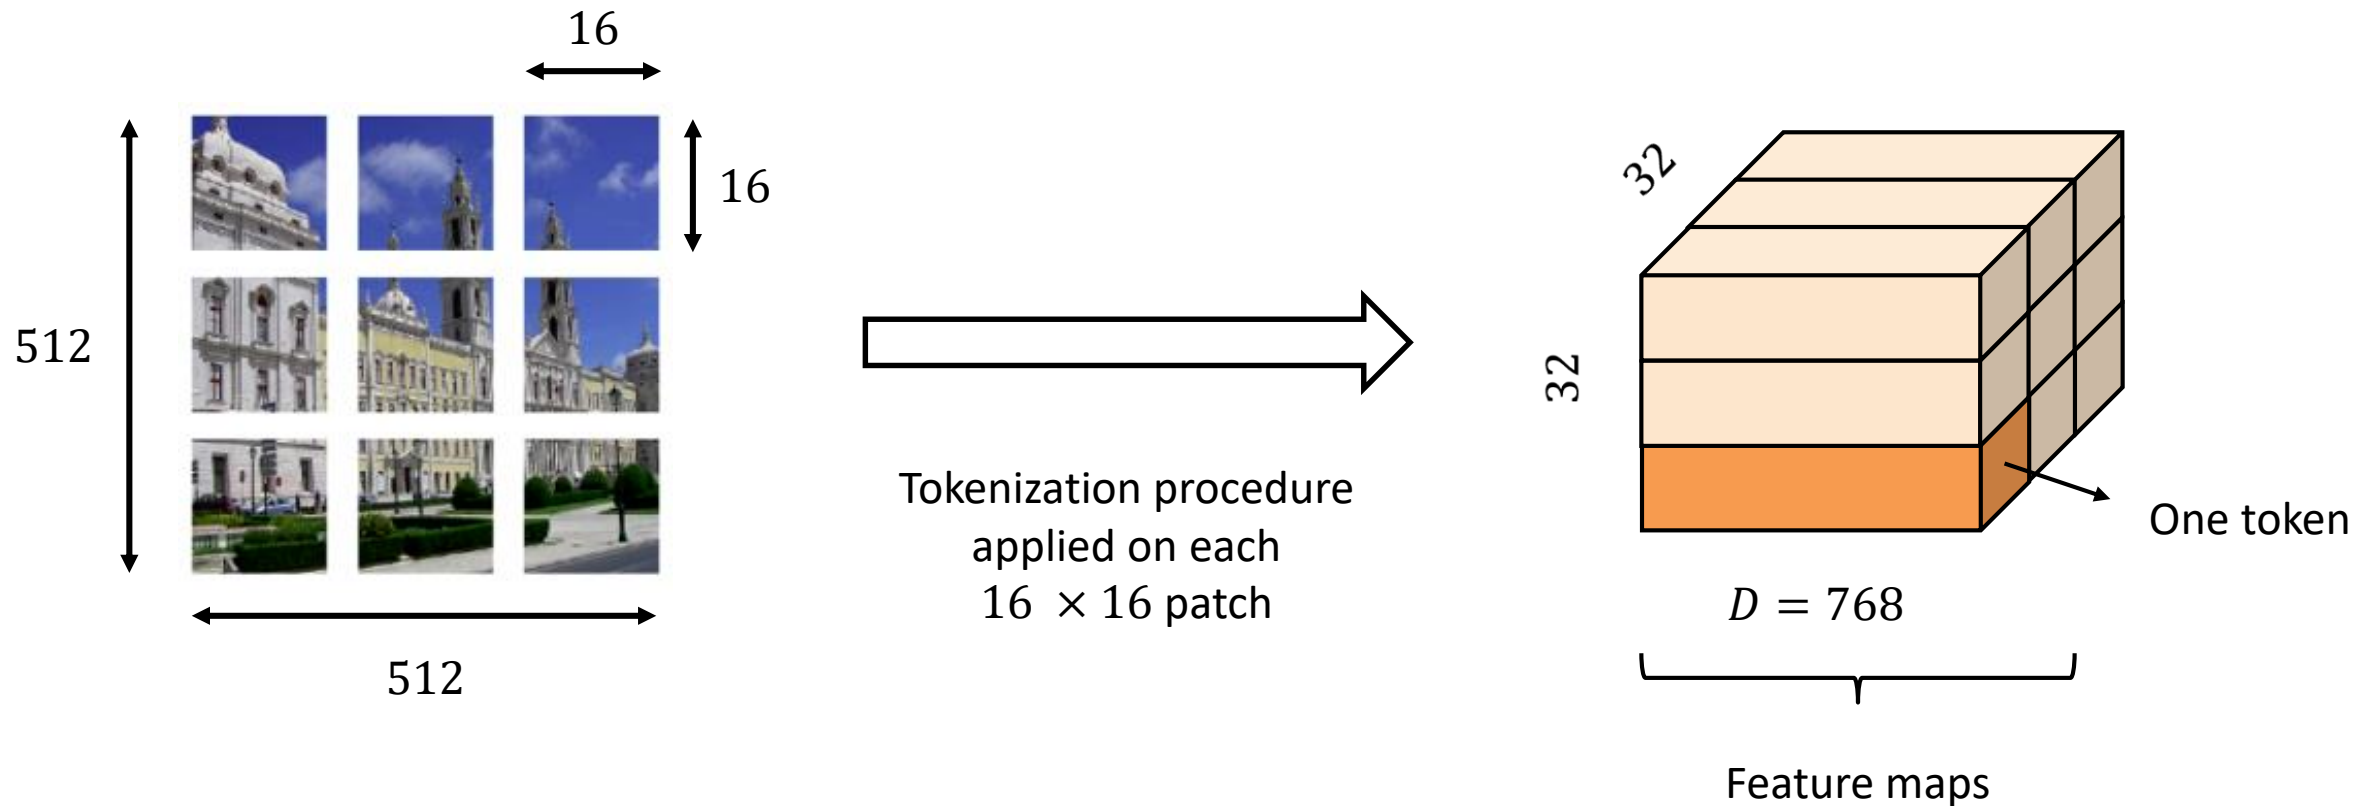 16
16
512
512
Tokenization procedure
applied on each
16 × 16 patch
32
32
One token
D = 768
Feature maps